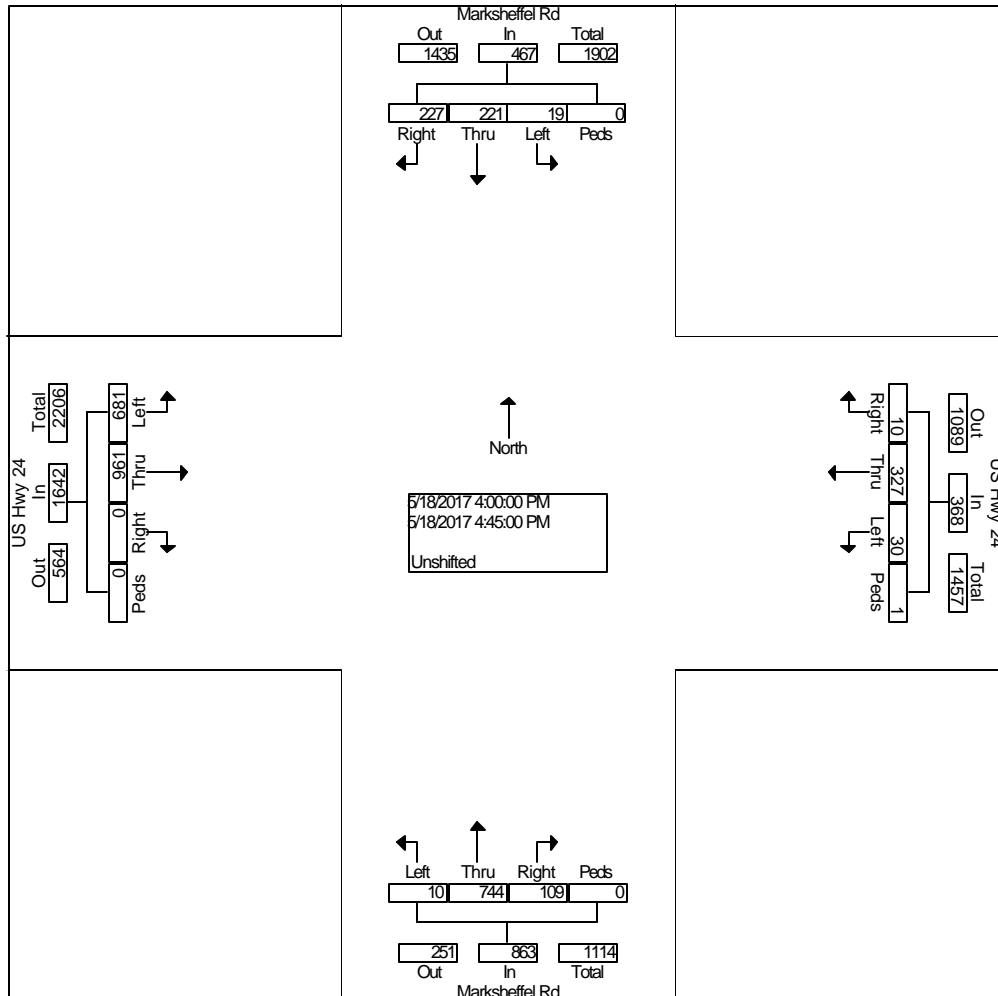 Marksheffel Rd
Out In Total
1435 467 1902
227 221 19 0
Right Thru Left Peds
US Hwy 24
Total In Out
2206 1642 564
681 961 0 0
Left Thru Right Peds
North
5/18/2017 4:00:00 PM
5/18/2017 4:45:00 PM
Unshifted
Right Thru Left Peds
10 327 30 1
1089 368 1457
Out In Total
US Hwy 24
Left Thru Right Peds
10 744 109 0
251 863 1114
Out In Total
Marksheffel Rd